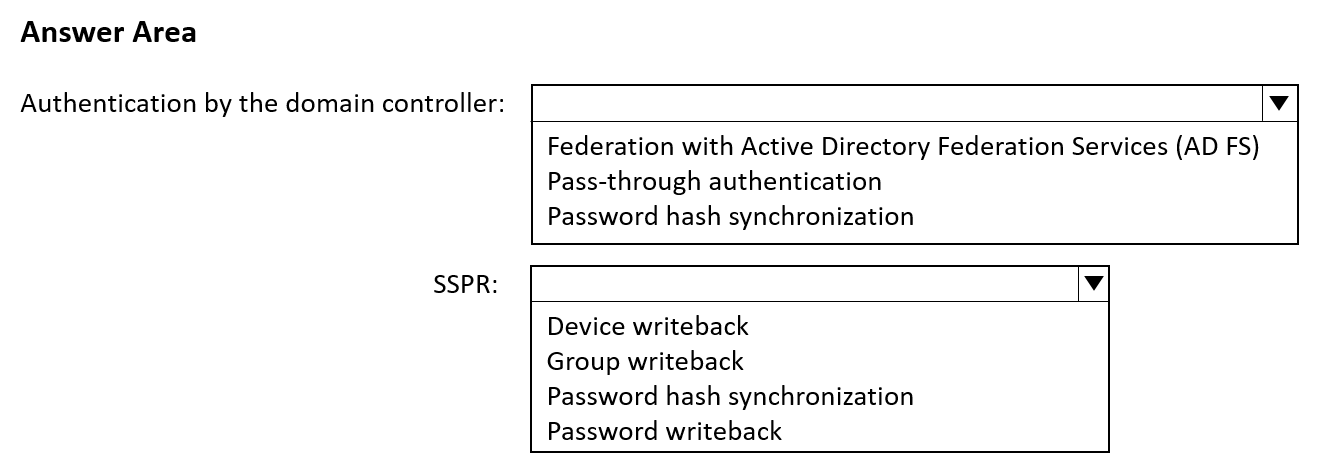 Answer Area
Authentication by the domain controller:
Federation with Active Directory Federation Services (AD FS)
Pass-through authentication
Password hash synchronization
SSPR:
Device writeback
Group writeback
Password hash synchronization
Password writeback